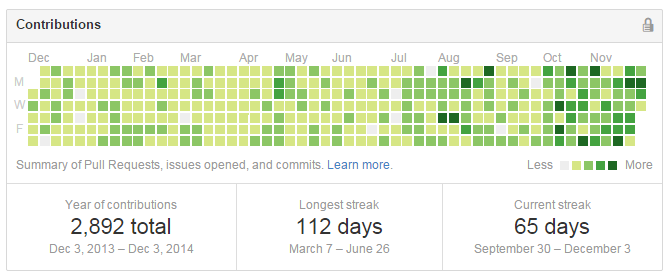 Contributions
Dec Jan Feb Mar Apr May Jun Jul Aug Sep Oct Nov
M
W
F
Summary of Pull Requests, issues opened, and commits. Learn more.
Less More
Year of contributions
2,892 total
Dec 3, 2013 – Dec 3, 2014
Longest streak
112 days
March 7 – June 26
Current streak
65 days
September 30 – December 3